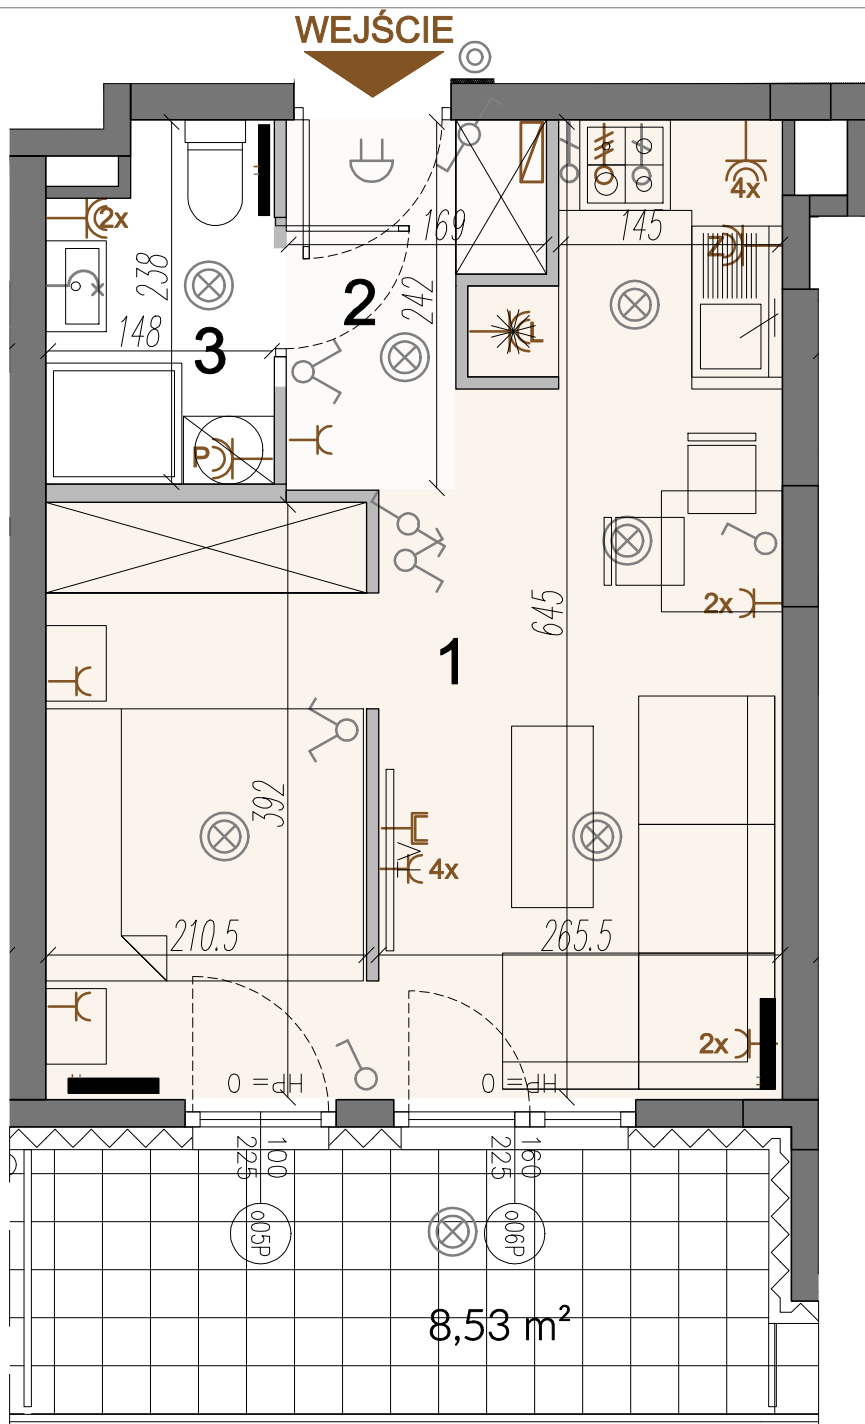 WEJŚCIE
4x
2x
169
145
Z
238
242
2
148
3
L
P
2x
645
1
392
TV
4x
210.5
265.5
2x
HP= 0
HP= 0
100
225
160
225
o05P
o06P
8,53 m²